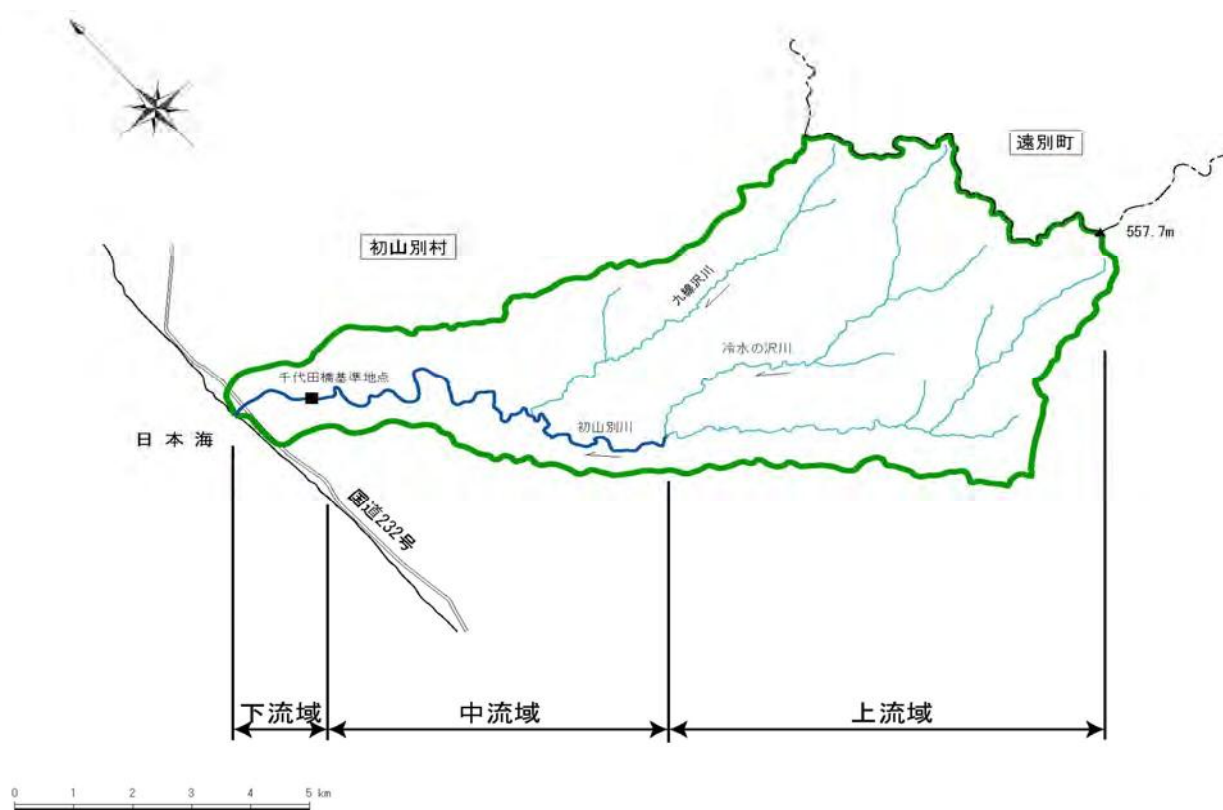 遠別町
557.7m
初山別村
九線沢川
冷水の沢川
千代田橋基準地点
初山別川
日本海
国道232号
下流域
中流域
上流域
0 1 2 3 4 5 km